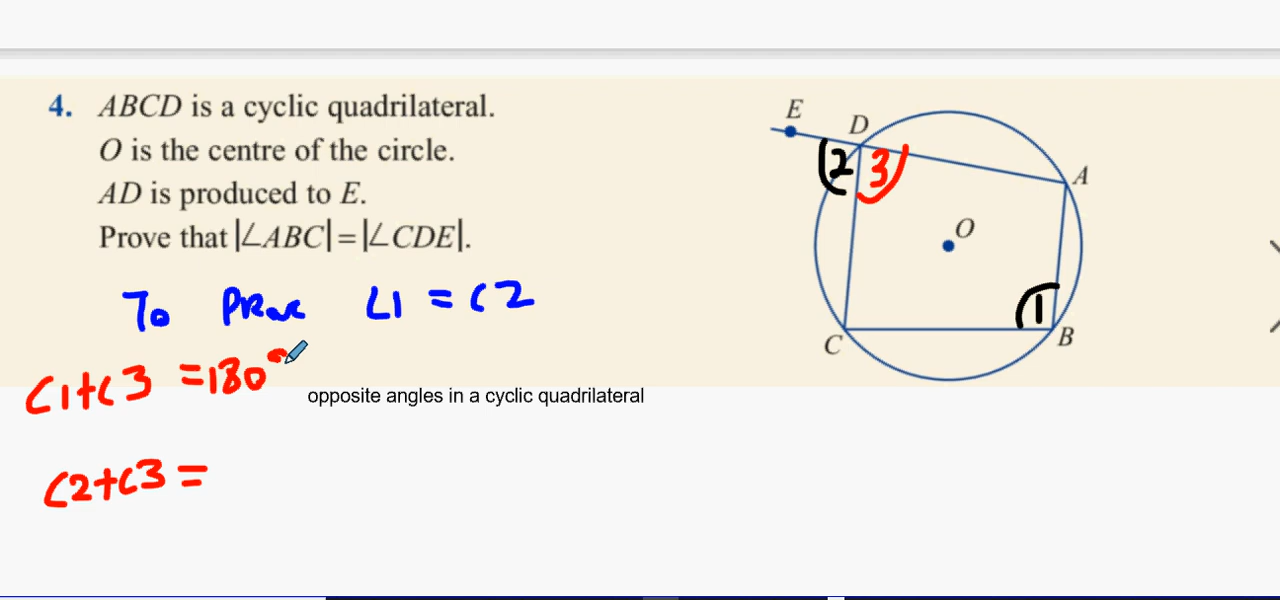 4. ABCD is a cyclic quadrilateral.
O is the centre of the circle.
AD is produced to E.
Prove that |∠ABC| = |∠CDE|.
To Prove ∠1 = ∠2
∠1+∠3 =180°
opposite angles in a cyclic quadrilateral
∠2+∠3 =
E
D
2
3
A
O
1
C
B